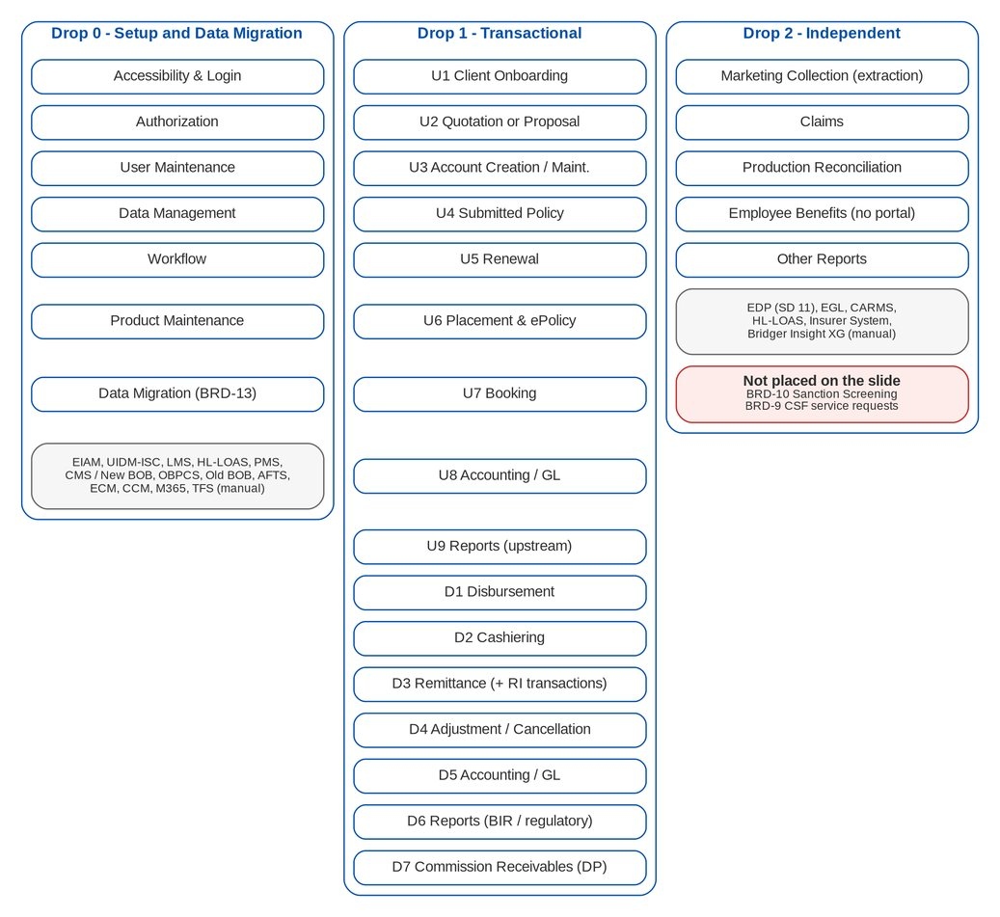 Drop 0 - Setup and Data Migration
Accessibility & Login
Authorization
User Maintenance
Data Management
Workflow
Product Maintenance
Data Migration (BRD-13)
EIAM, UIDM-ISC, LMS, HL-LOAS, PMS,
CMS / New BOB, OBPCS, Old BOB, AFTS,
ECM, CCM, M365, TFS (manual)
Drop 1 - Transactional
U1 Client Onboarding
U2 Quotation or Proposal
U3 Account Creation / Maint.
U4 Submitted Policy
U5 Renewal
U6 Placement & ePolicy
U7 Booking
U8 Accounting / GL
U9 Reports (upstream)
D1 Disbursement
D2 Cashiering
D3 Remittance (+ RI transactions)
D4 Adjustment / Cancellation
D5 Accounting / GL
D6 Reports (BIR / regulatory)
D7 Commission Receivables (DP)
Drop 2 - Independent
Marketing Collection (extraction)
Claims
Production Reconciliation
Employee Benefits (no portal)
Other Reports
EDP (SD 11), EGL, CARMS,
HL-LOAS, Insurer System,
Bridger Insight XG (manual)
Not placed on the slide
BRD-10 Sanction Screening
BRD-9 CSF service requests